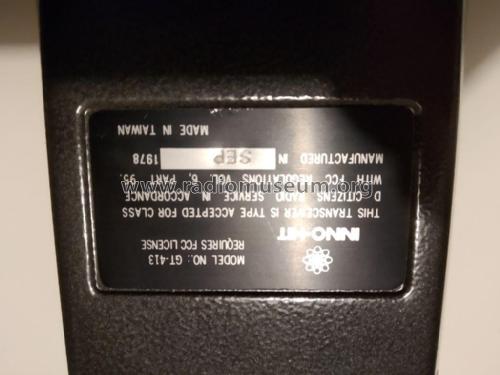 MODEL NO.: GT-413
REQUIRES FCC LICENSE
INNO-HIT
THIS TRANSCEIVER IS TYPE ACCEPTED FOR CLASS
D CITIZENS RADIO SERVICE IN ACCORDANCE
WITH FCC REGULATIONS VOL. 6, PART 95.
MANUFACTURED IN SEP 1978
MADE IN TAIWAN
www.radiomuseum.org